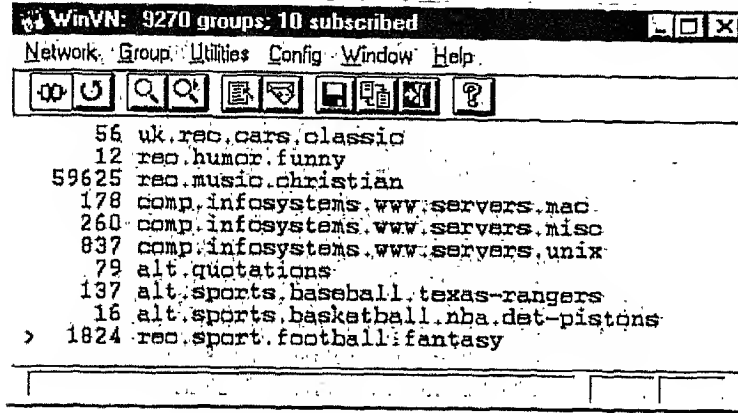 WinVN: 9270 groups; 10 subscribed
Network Group Utilities Config Window Help
56 uk.rec.cars.classic
12 rec.humor.funny
59625 rec.music.christian
178 comp.infosystems.www.servers.mac
260 comp.infosystems.www.servers.misc
837 comp.infosystems.www.servers.unix
79 alt.quotations
137 alt.sports.baseball.texas-rangers
16 alt.sports.basketball.nba.det-pistons
> 1824 rec.sport.football.fantasy